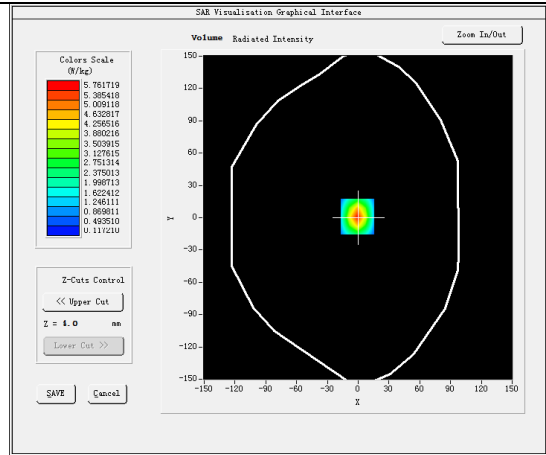 SAR Visualisation Graphical Interface
Volume Radiated Intensity
Zoom In/Out
Colors Scale
(W/kg)
5.761719
5.385418
5.009118
4.632817
4.256516
3.880216
3.503915
3.127615
2.751314
2.375013
1.998713
1.622412
1.246111
0.869811
0.493510
0.117210
Z-Cuts Control
<< Upper Cut
Z = 4.0 mm
Lower Cut >>
SAVE Cancel
150
120
90
60
30
0
-30
-60
-90
-120
-150
Y
-150 -120 -90 -60 -30 0 30 60 90 120 150
X